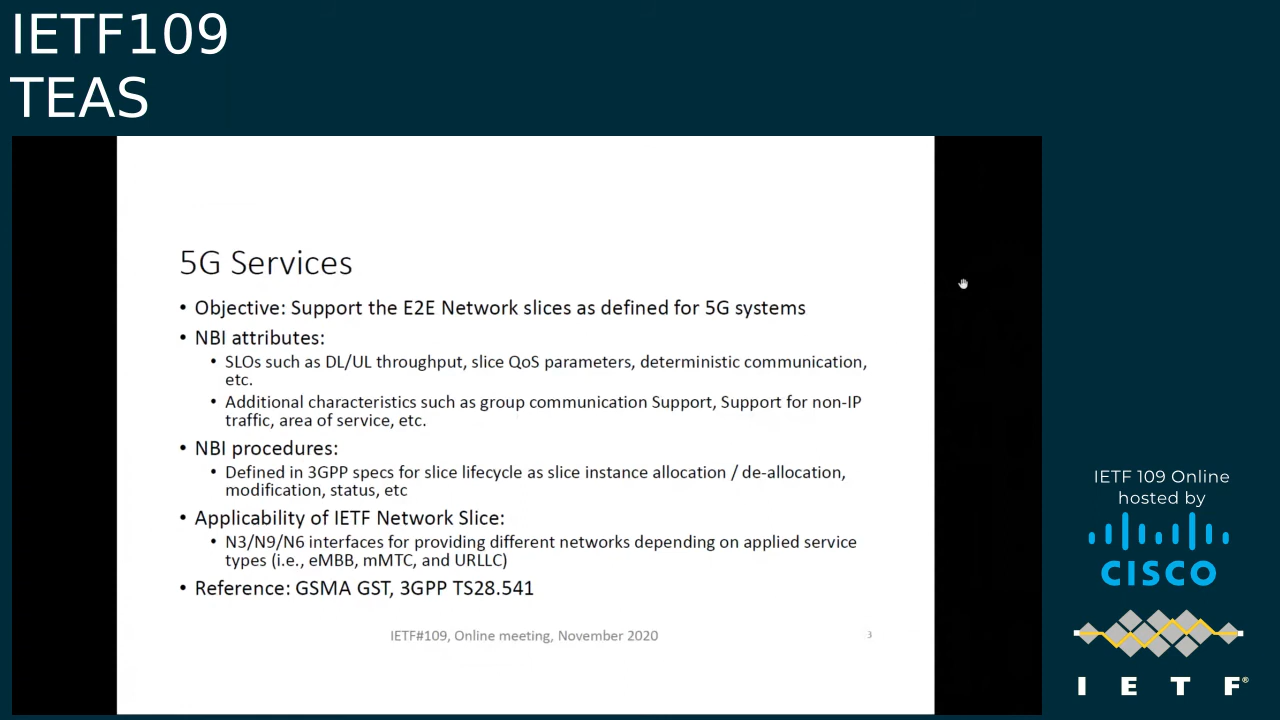 IETF109
TEAS
5G Services
• Objective: Support the E2E Network slices as defined for 5G systems
• NBI attributes:
• SLOs such as DL/UL throughput, slice QoS parameters, deterministic communication,
etc.
• Additional characteristics such as group communication Support, Support for non-IP
traffic, area of service, etc.
• NBI procedures:
• Defined in 3GPP specs for slice lifecycle as slice instance allocation / de-allocation,
modification, status, etc
• Applicability of IETF Network Slice:
• N3/N9/N6 interfaces for providing different networks depending on applied service
types (i.e., eMBB, mMTC, and URLLC)
• Reference: GSMA GST, 3GPP TS28.541
IETF#109, Online meeting, November 2020
3
IETF 109 Online
hosted by
CISCO
I E T F®